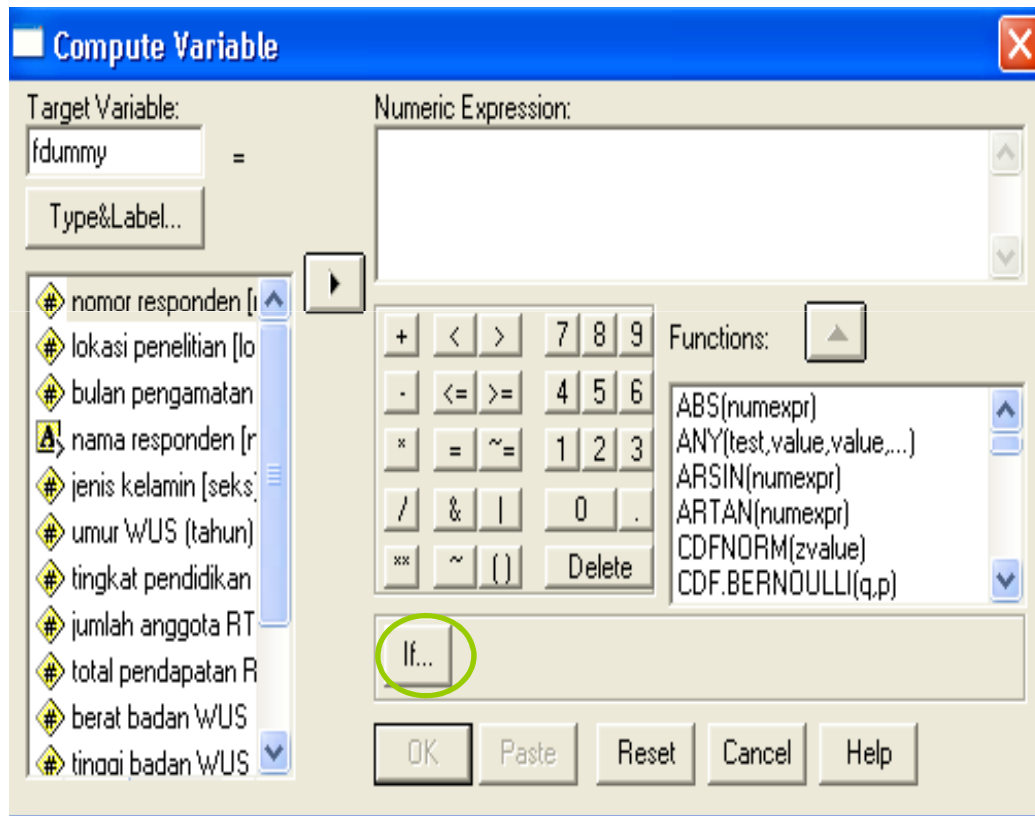 Compute Variable
Target Variable:
fdummy
=
Type&Label...
nomor responden [
lokasi penelitian [lo
bulan pengamatan
nama responden [r
jenis kelamin [seks]
umur WUS (tahun)
tingkat pendidikan
jumlah anggota RT
total pendapatan R
berat badan WUS
tinggi badan WUS
Numeric Expression:
+ < > 7 8 9
- <= >= 4 5 6
* = ~= 1 2 3
/ & | 0 .
** ~ () Delete
Functions:
ABS(numexpr)
ANY(test,value,value,...)
ARSIN(numexpr)
ARTAN(numexpr)
CDFNORM(zvalue)
CDF.BERNOULLI(q,p)
If...
OK Paste Reset Cancel Help